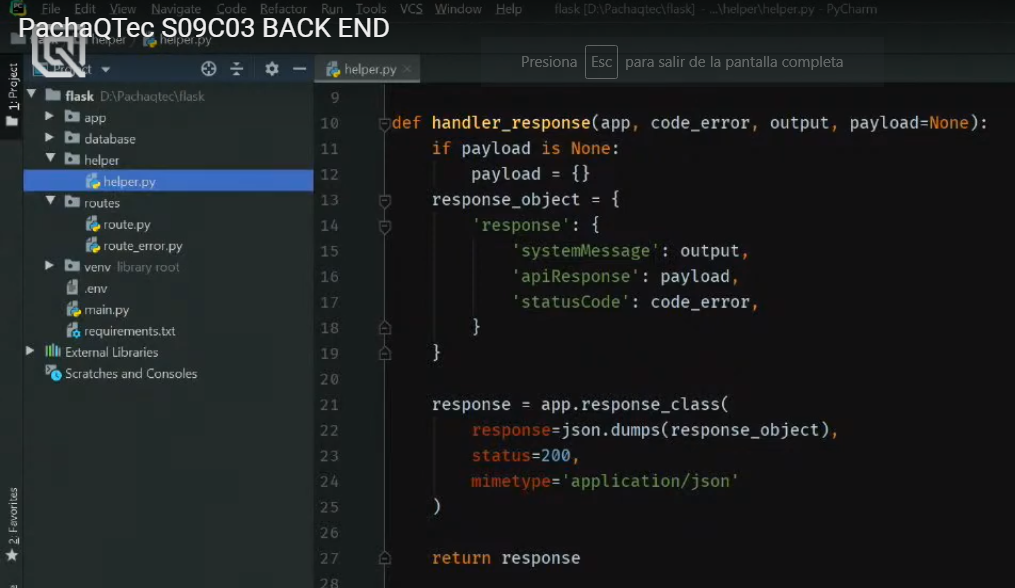 File Edit View Navigate Code Refactor Run Tools VCS Window Help flask [D:\Pachaqtec\flask] - ...\helper\helper.py - PyCharm
PachaQTec S09C03 BACK END
helper helper.py
Presiona Esc para salir de la pantalla completa
1: Project
helper.py
flask D:\Pachaqtec\flask
app
database
helper
helper.py
routes
route.py
route_error.py
venv library root
.env
main.py
requirements.txt
External Libraries
Scratches and Consoles
2: Favorites
9
10 def handler_response(app, code_error, output, payload=None):
11 if payload is None:
12 payload = {}
13 response_object = {
14 'response': {
15 'systemMessage': output,
16 'apiResponse': payload,
17 'statusCode': code_error,
18 }
19 }
20
21 response = app.response_class(
22 response=json.dumps(response_object),
23 status=200,
24 mimetype='application/json'
25 )
26
27 return response
28